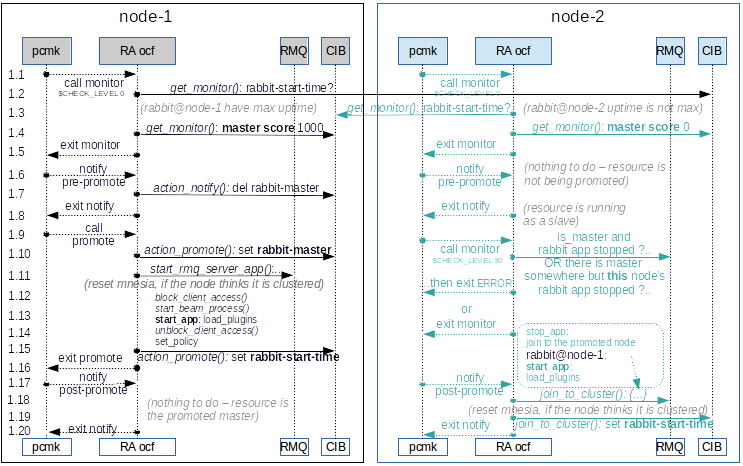 node-1
node-2
pcmk
RA ocf
RMQ
CIB
pcmk
RA ocf
RMQ
CIB
1.1
1.2
1.3
1.4
1.5
1.6
1.7
1.8
1.9
1.10
1.11
1.12
1.13
1.14
1.15
1.16
1.17
1.18
1.19
1.20
call monitor
$CHECK_LEVEL 0
get_monitor(): rabbit-start-time?:
(rabbit@node-1 have max uptime)
get_monitor(): master score 1000
exit monitor
notify
pre-promote
action_notify(): del rabbit-master
exit notify
call
promote
action_promote(): set rabbit-master
start_rmq_server_app():...
(reset mnesia, if the node thinks it is clustered)
block_client_access()
start_beam_process()
start_app; load_plugins
unblock_client_access()
set_policy
action_promote(): set rabbit-start-time
exit promote
notify
post-promote
(nothing to do – resource is
the promoted master)
exit notify
pcmk
RA ocf
RMQ
CIB
call monitor
$CHECK_LEVEL 0
get_monitor(): rabbit-start-time?:
(rabbit@node-2 uptime is not max)
get_monitor(): master score 0
exit monitor
notify
pre-promote
(nothing to do – resource is
not being promoted)
exit notify
(resource is running
as a slave)
call monitor
$CHECK_LEVEL 30
is_master and
rabbit app stopped ?..
OR there is master
somewhere but this node's
rabbit app stopped ?..
...then exit ERROR
or
exit monitor
stop_app;
join to the promoted node
rabbit@node-1;
start_app;
load_plugins
notify
post-promote
join_to_cluster(): {...}
(reset mnesia, if the node thinks it is clustered)
join_to_cluster(): set rabbit-start-time
exit notify
pcmk
RA ocf
RMQ
CIB